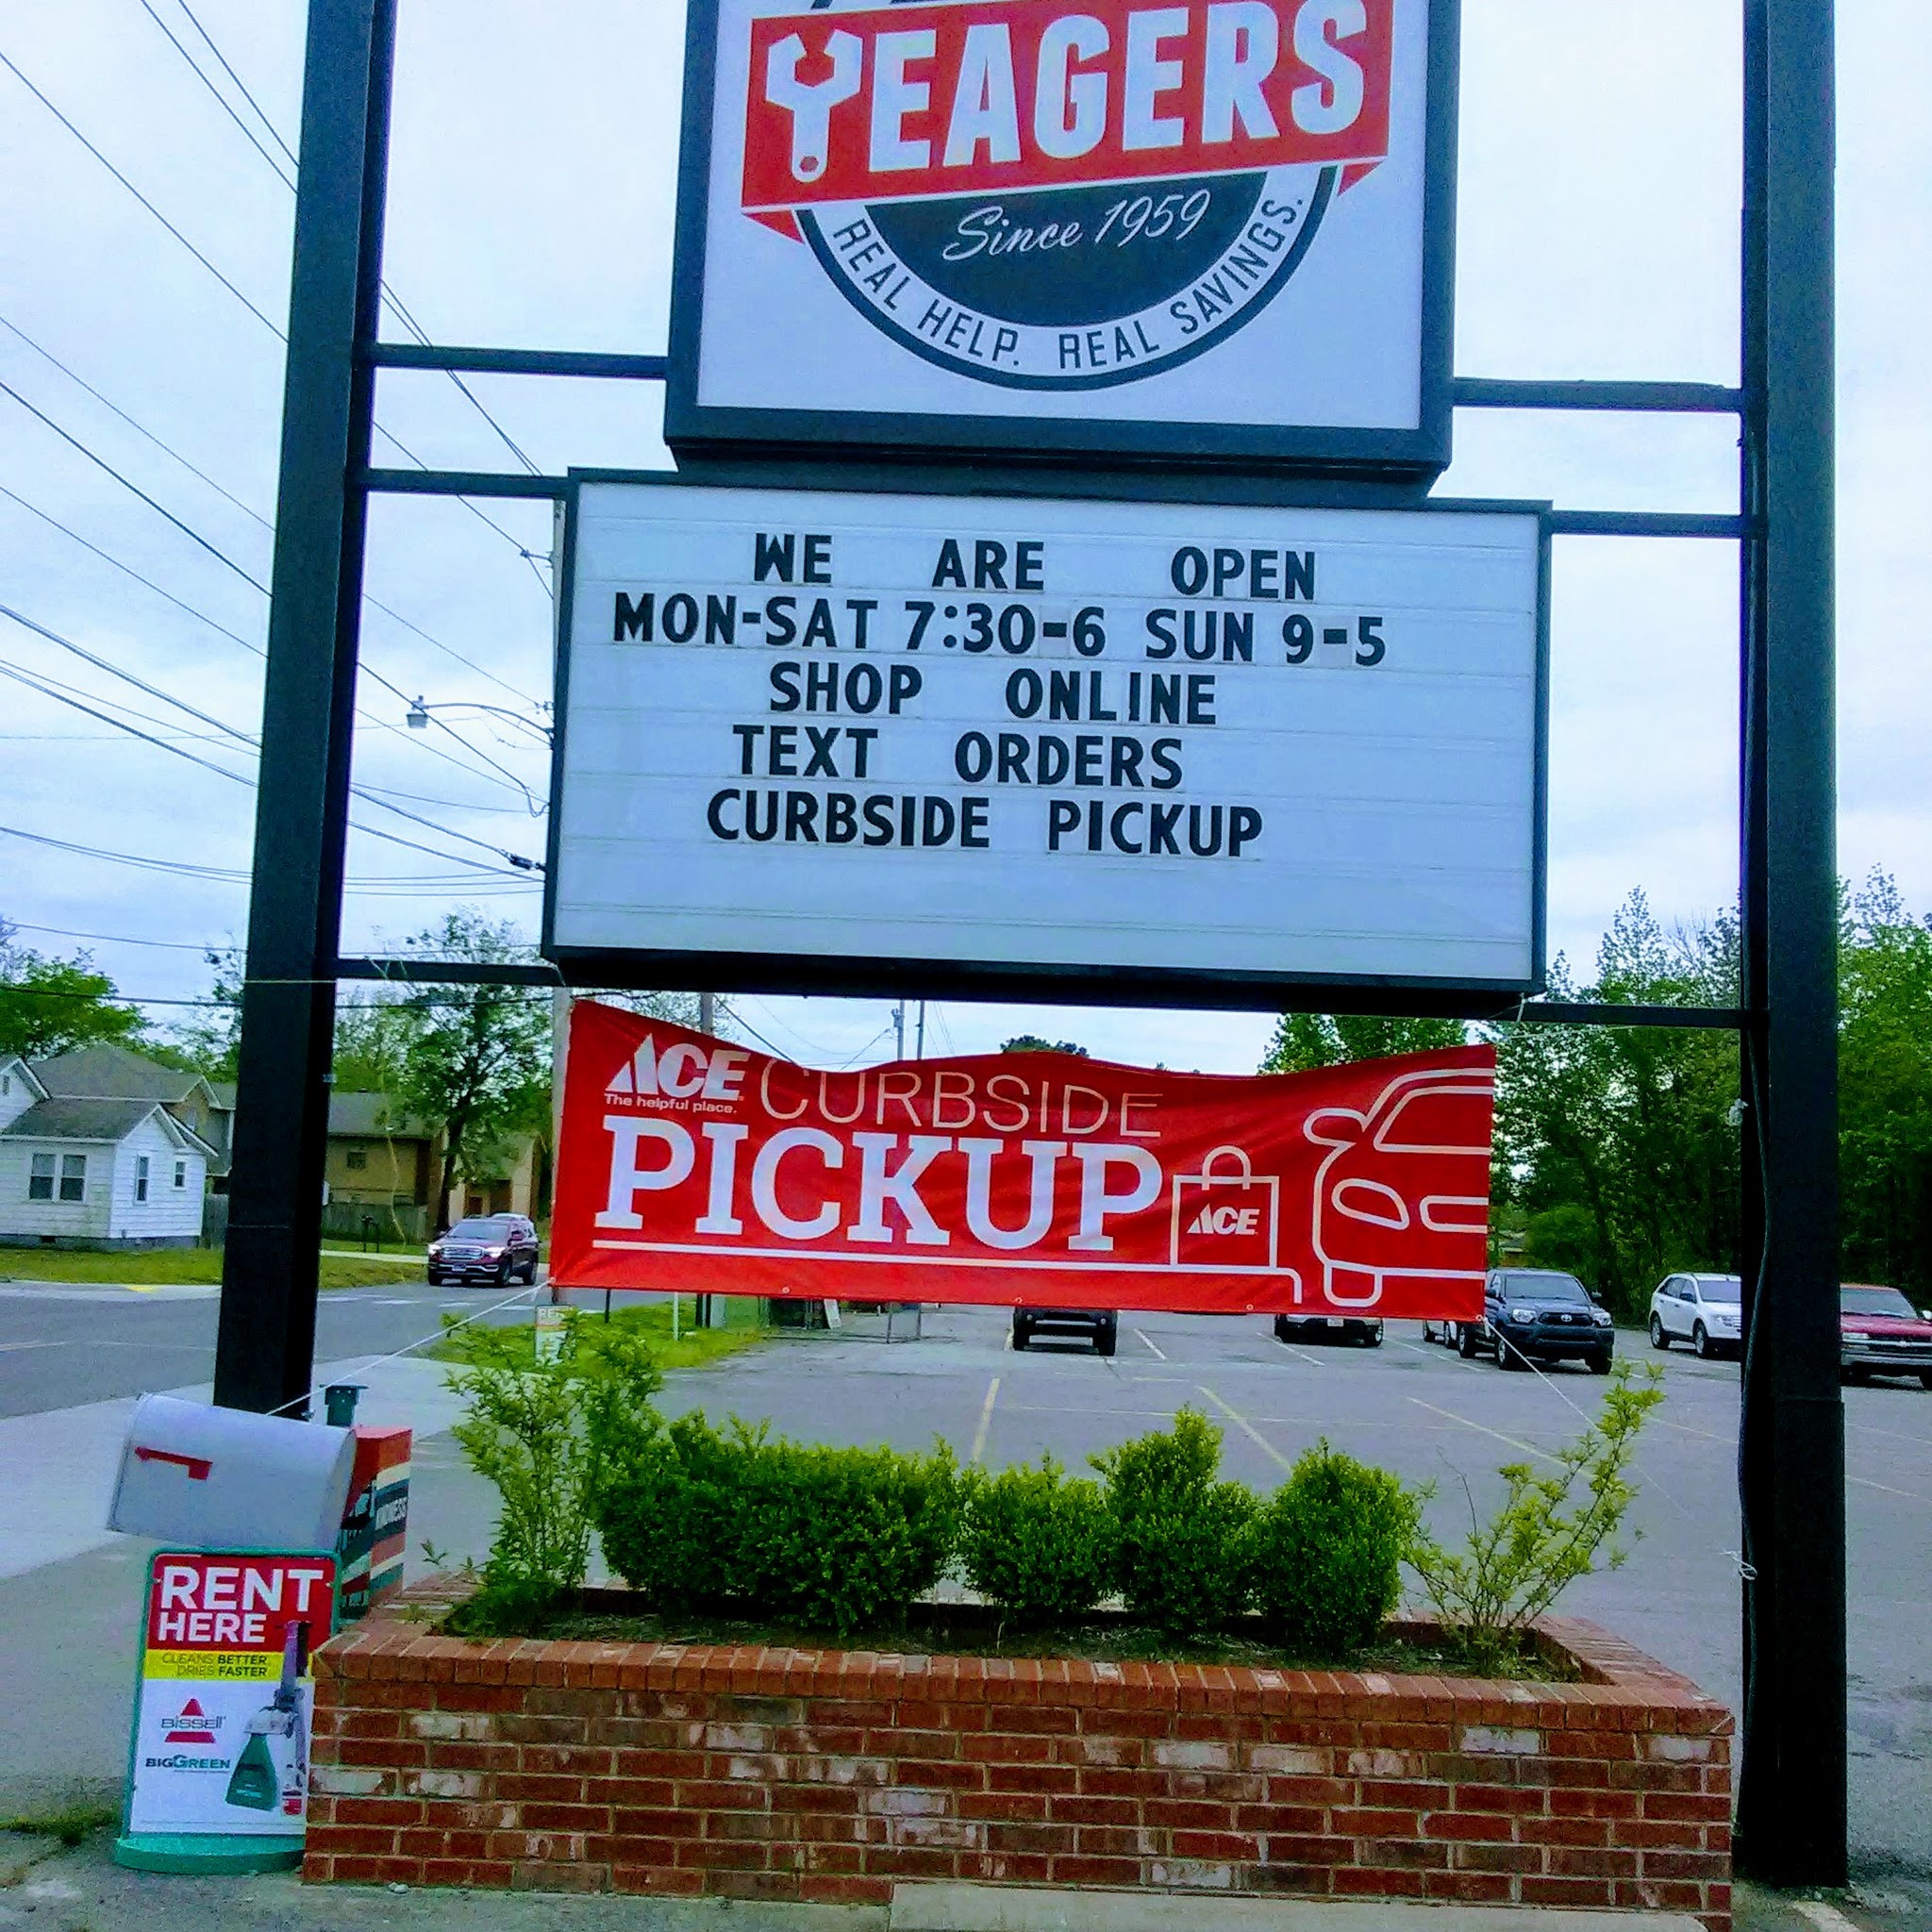 YEAGERS
Since 1959
REAL HELP. REAL SAVINGS.
WE ARE OPEN
MON-SAT 7:30-6 SUN 9-5
SHOP ONLINE
TEXT ORDERS
CURBSIDE PICKUP
ACE
The helpful place.
CURBSIDE
PICKUP
ACE
RENT
HERE
CLEANS BETTER
DRIES FASTER
BISSELL
BIGGREEN